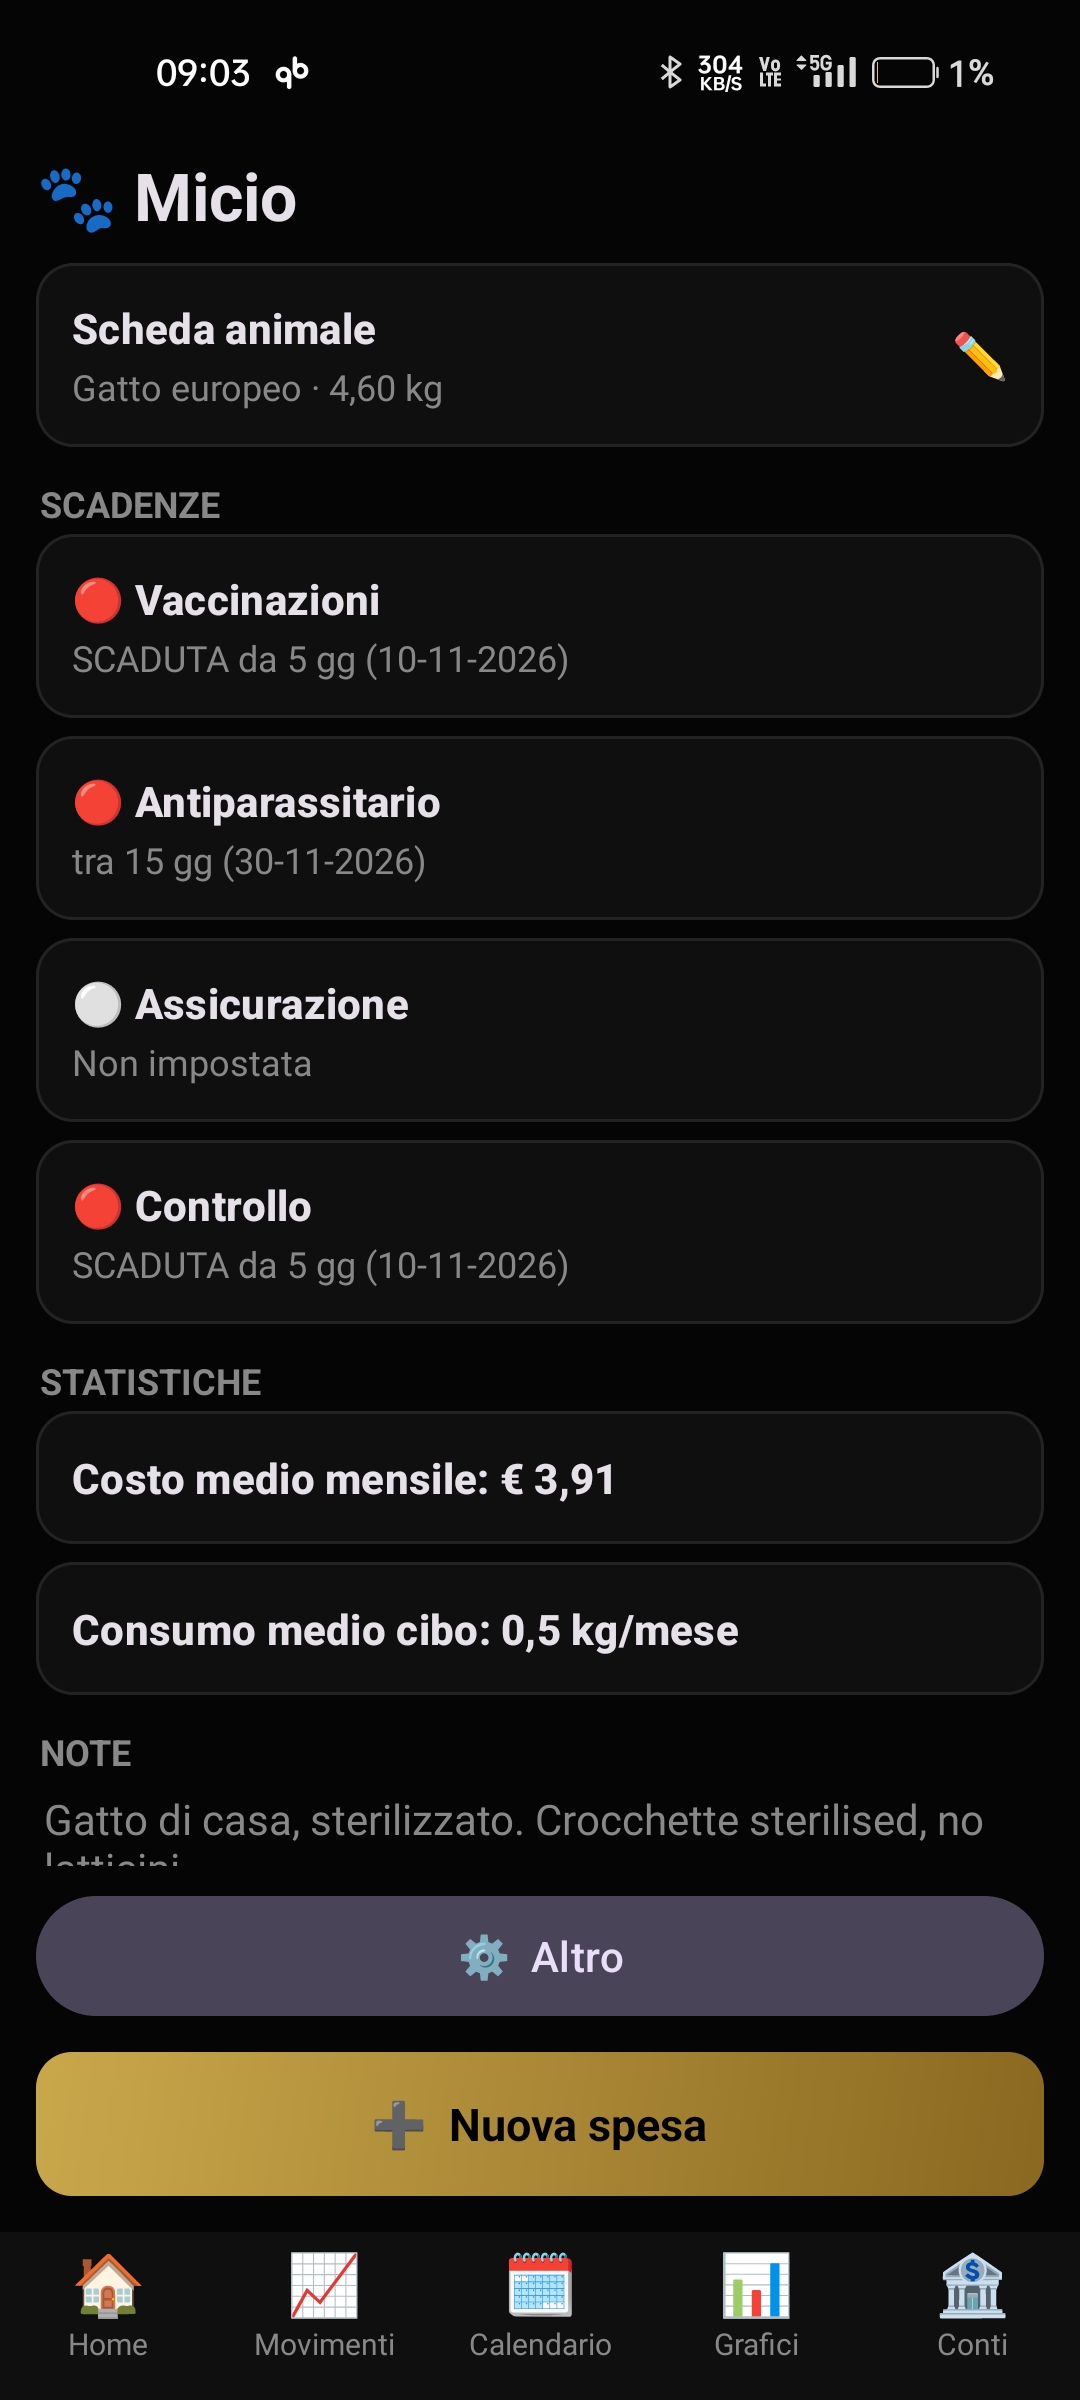 09:03
304 KB/S Vo LTE 5G 1%
Micio
Scheda animale
Gatto europeo · 4,60 kg
SCADENZE
Vaccinazioni
SCADUTA da 5 gg (10-11-2026)
Antiparassitario
tra 15 gg (30-11-2026)
Assicurazione
Non impostata
Controllo
SCADUTA da 5 gg (10-11-2026)
STATISTICHE
Costo medio mensile: € 3,91
Consumo medio cibo: 0,5 kg/mese
NOTE
Gatto di casa, sterilizzato. Crocchette sterilised, no
Altro
Nuova spesa
Home Movimenti Calendario Grafici Conti